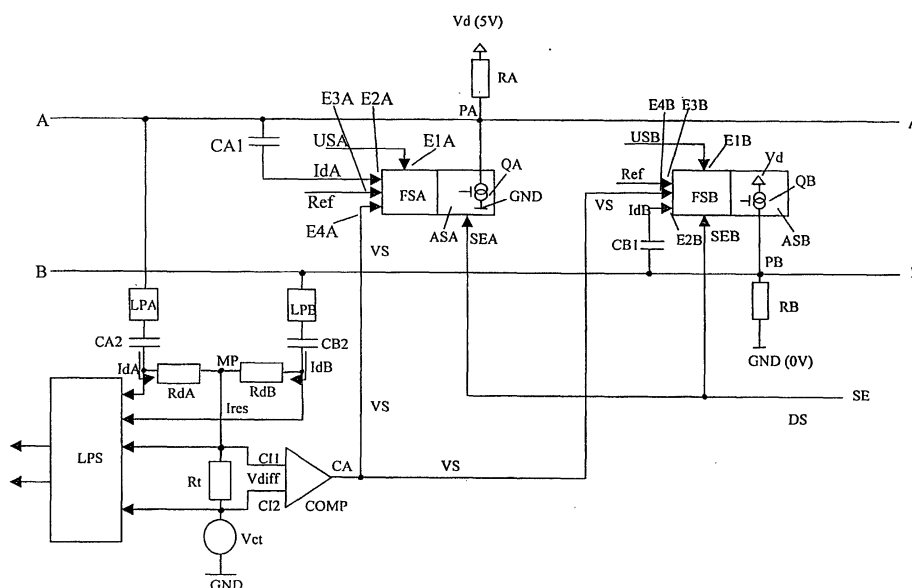 Vd (5V)
RA
E3A E2A
PA
E4B E3B
A
A
CA1
USA
E1A
USB
E1B
Vd
IdA
QA
Ref
QB
Ref
FSA
GND
VS
FSB
IdB
E4A
ASA
SEA
E2B
SEB
ASB
VS
CB1
B
PB
LPA
LPB
RB
CA2
CB2
IdA
MP
IdB
GND (0V)
RdA
RdB
SE
Ires
VS
DS
LPS
CI1
CA
VS
Rt
Vdiff
CI2
COMP
Vct
GND